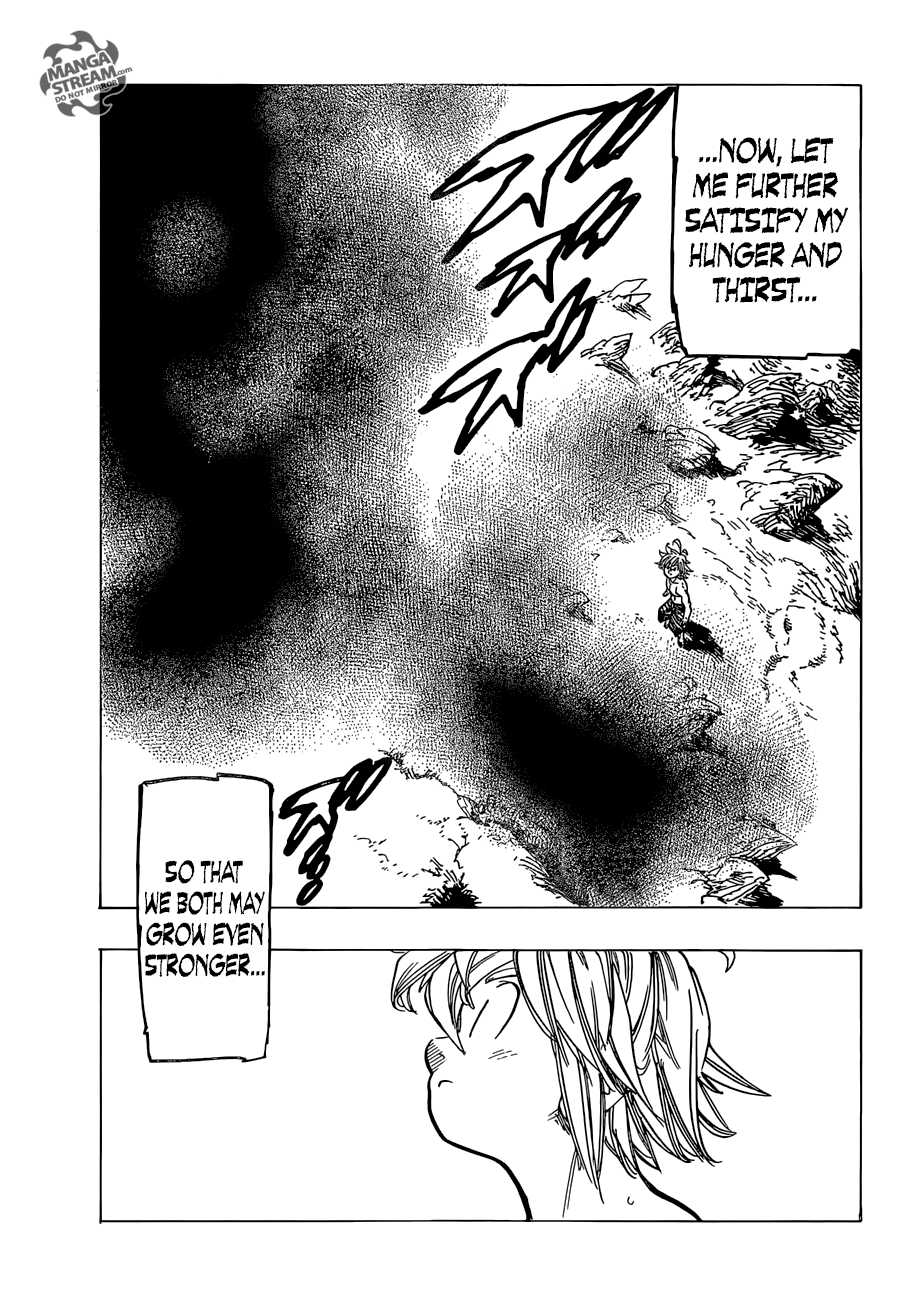 MANGA
STREAM.com
DO NOT MIRROR
...NOW, LET
ME FURTHER
SATISIFY MY
HUNGER AND
THIRST...
SO THAT
WE BOTH MAY
GROW EVEN
STRONGER...